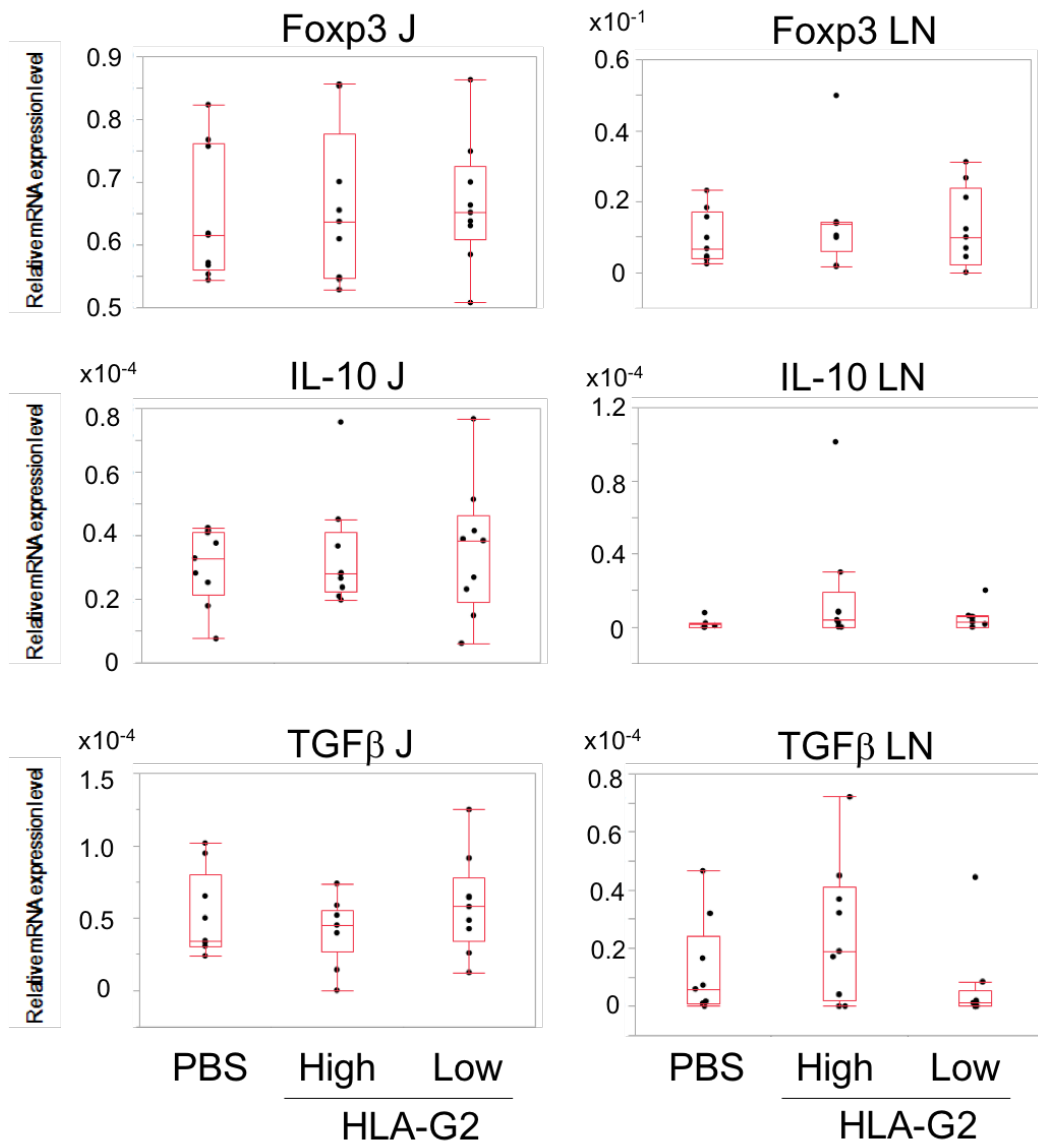 Foxp3 J
Relative mRNA expression level
0.9
0.8
0.7
0.6
0.5
x10-1
Foxp3 LN
0.6
0.4
0.2
0
x10-4
IL-10 J
Relative mRNA expression level
0.8
0.6
0.4
0.2
0
x10-4
IL-10 LN
1.2
0.8
0.4
0
x10-4
TGFβ J
Relative mRNA expression level
1.5
1.0
0.5
0
x10-4
TGFβ LN
0.8
0.6
0.4
0.2
0
PBS High Low
HLA-G2
PBS High Low
HLA-G2